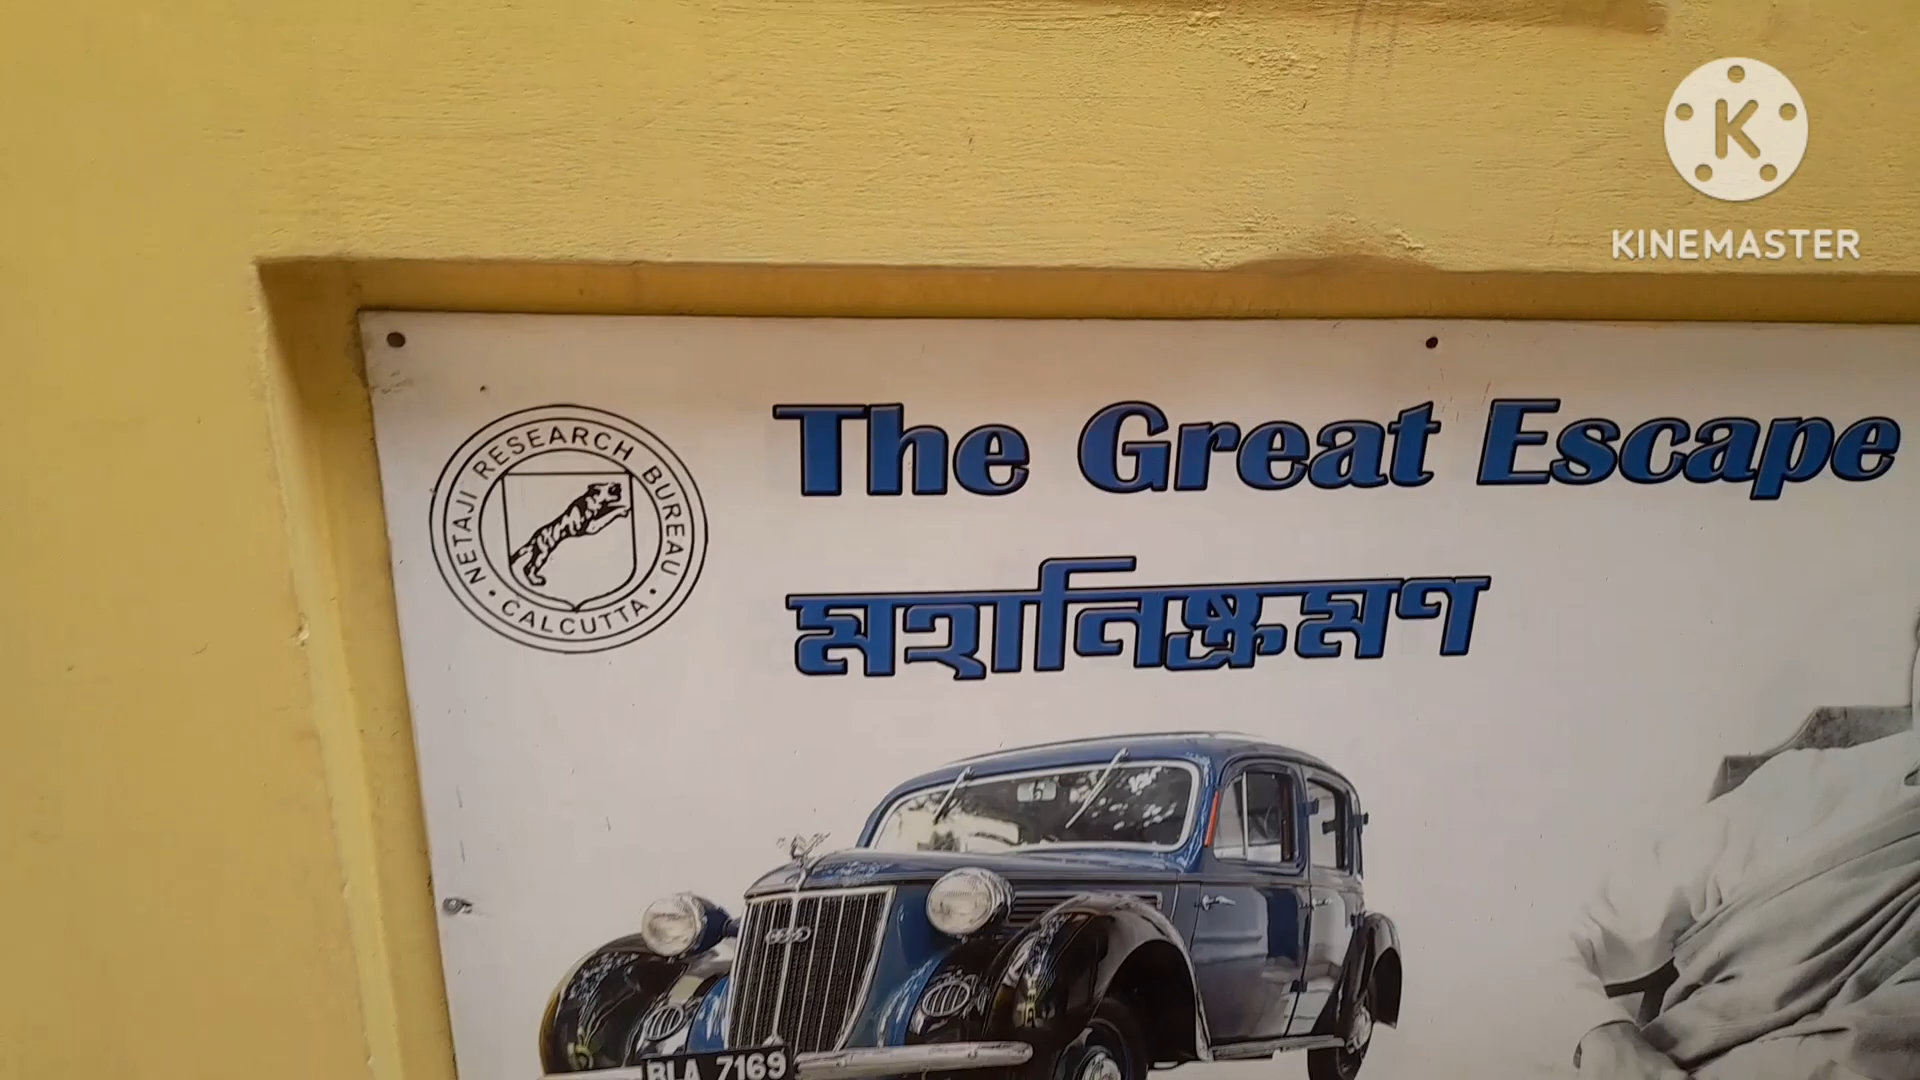 K
KINEMASTER
The Great Escape
NETAJI RESEARCH BUREAU
• CALCUTTA •
মহানিষ্ক্রমণ
BLA 7169